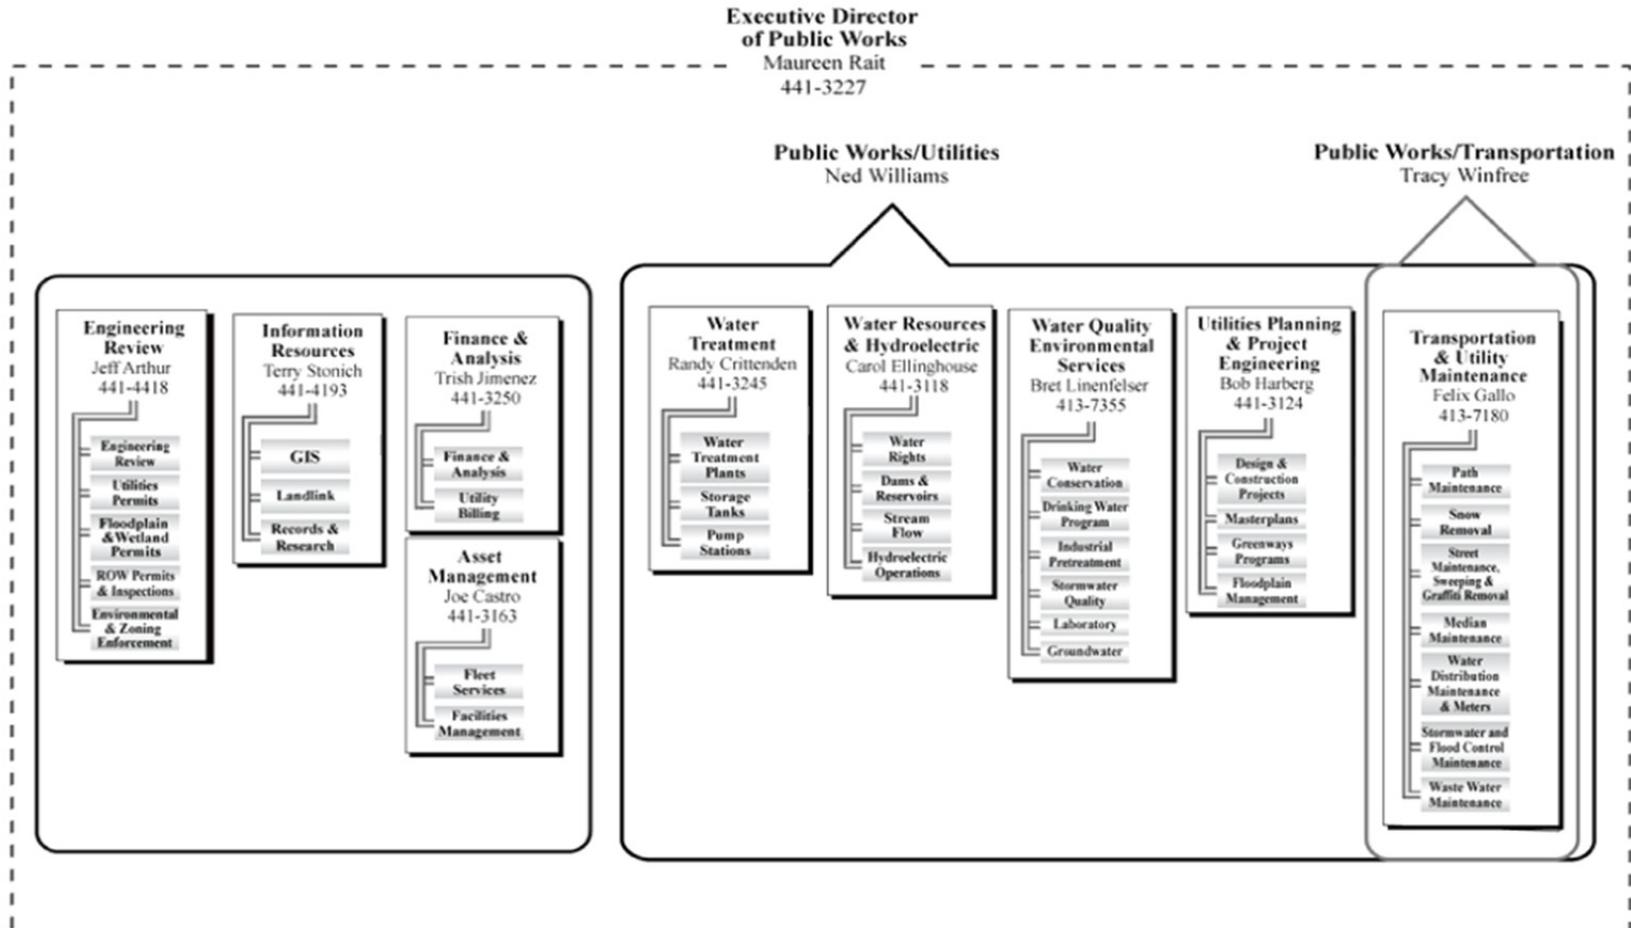 Executive Director
of Public Works
Maureen Rait
441-3227
Public Works/Utilities
Ned Williams
Public Works/Transportation
Tracy Winfree
Engineering
Review
Jeff Arthur
441-4418
Engineering
Review
Utilities
Permits
Floodplain
&Wetland
Permits
ROW Permits
& Inspections
Environmental
& Zoning
Enforcement
Information
Resources
Terry Stonich
441-4193
GIS
Landlink
Records &
Research
Finance &
Analysis
Trish Jimenez
441-3250
Finance &
Analysis
Utility
Billing
Asset
Management
Joe Castro
441-3163
Fleet
Services
Facilities
Management
Water
Treatment
Randy Crittenden
441-3245
Water
Treatment
Plants
Storage
Tanks
Pump
Stations
Water Resources
& Hydroelectric
Carol Ellinghouse
441-3118
Water
Rights
Dams &
Reservoirs
Stream
Flow
Hydroelectric
Operations
Water Quality
Environmental
Services
Bret Linenfelser
413-7355
Water
Conservation
Drinking Water
Program
Industrial
Pretreatment
Stormwater
Quality
Laboratory
Groundwater
Utilities Planning
& Project
Engineering
Bob Harberg
441-3124
Design &
Construction
Projects
Masterplans
Greenways
Programs
Floodplain
Management
Transportation
& Utility
Maintenance
Felix Gallo
413-7180
Path
Maintenance
Snow
Removal
Street
Maintenance,
Sweeping &
Graffiti Removal
Median
Maintenance
Water
Distribution
Maintenance
& Meters
Stormwater and
Flood Control
Maintenance
Waste Water
Maintenance